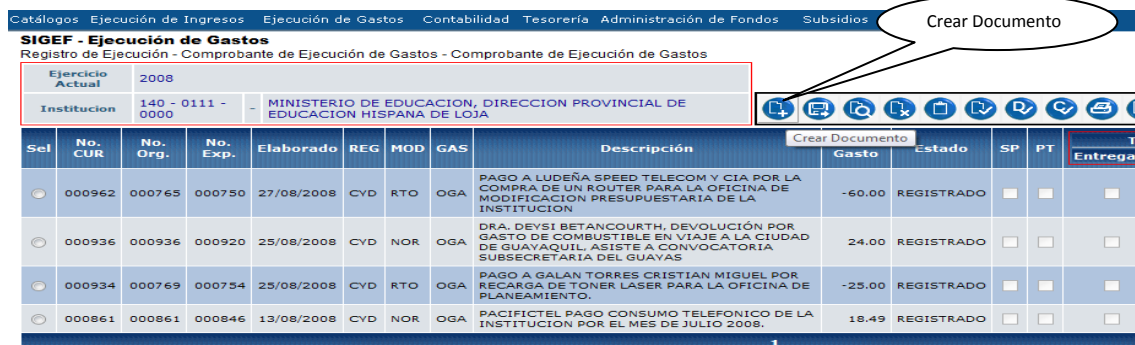 Catálogos Ejecución de Ingresos Ejecución de Gastos Contabilidad Tesorería Administración de Fondos Subsidios
Crear Documento
SIGEF - Ejecución de Gastos
Registro de Ejecución - Comprobante de Ejecución de Gastos - Comprobante de Ejecución de Gastos
Ejercicio Actual 2008
Institucion 140 - 0111 - 0000 - MINISTERIO DE EDUCACION, DIRECCION PROVINCIAL DE EDUCACION HISPANA DE LOJA
Crear Documento
Sel No. CUR No. Org. No. Exp. Elaborado REG MOD GAS Descripción Gasto Estado SP PT Entrega
000962 000765 000750 27/08/2008 CYD RTO OGA PAGO A LUDEÑA SPEED TELECOM Y CIA POR LA COMPRA DE UN ROUTER PARA LA OFICINA DE MODIFICACION PRESUPUESTARIA DE LA INSTITUCION -60.00 REGISTRADO
000936 000936 000920 25/08/2008 CYD NOR OGA DRA. DEYSI BETANCOURTH, DEVOLUCIÓN POR GASTO DE COMBUSTIBLE EN VIAJE A LA CIUDAD DE GUAYAQUIL, ASISTE A CONVOCATORIA SUBSECRETARIA DEL GUAYAS 24.00 REGISTRADO
000934 000769 000754 25/08/2008 CYD RTO OGA PAGO A GALAN TORRES CRISTIAN MIGUEL POR RECARGA DE TONER LASER PARA LA OFICINA DE PLANEAMIENTO. -25.00 REGISTRADO
000861 000861 000846 13/08/2008 CYD NOR OGA PACIFICTEL PAGO CONSUMO TELEFONICO DE LA INSTITUCION POR EL MES DE JULIO 2008. 18.49 REGISTRADO